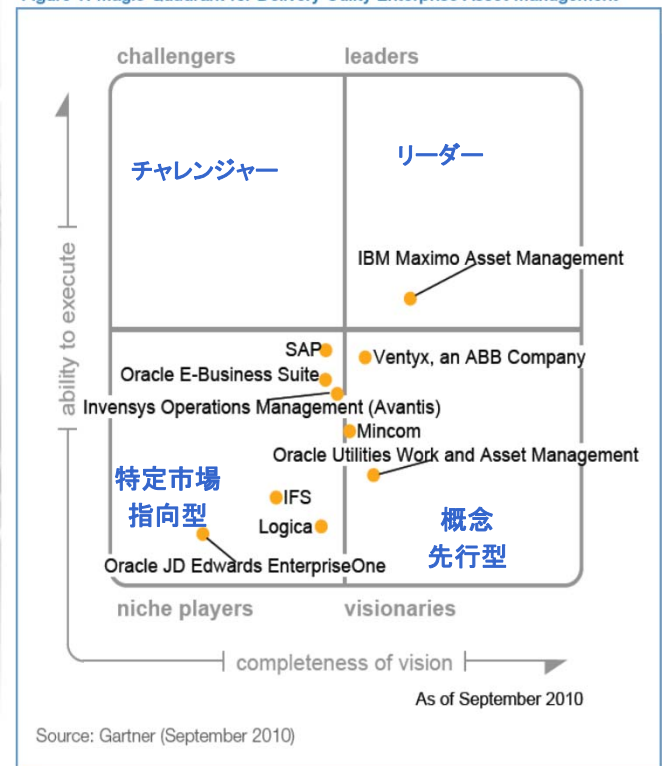 challengers
leaders
チャレンジャー
リーダー
IBM Maximo Asset Management
ability to execute
SAP
Ventyx, an ABB Company
Oracle E-Business Suite
Invensys Operations Management (Avantis)
Mincom
Oracle Utilities Work and Asset Management
特定市場
指向型
IFS
Logica
概念
先行型
Oracle JD Edwards EnterpriseOne
niche players
visionaries
completeness of vision
As of September 2010
Source: Gartner (September 2010)